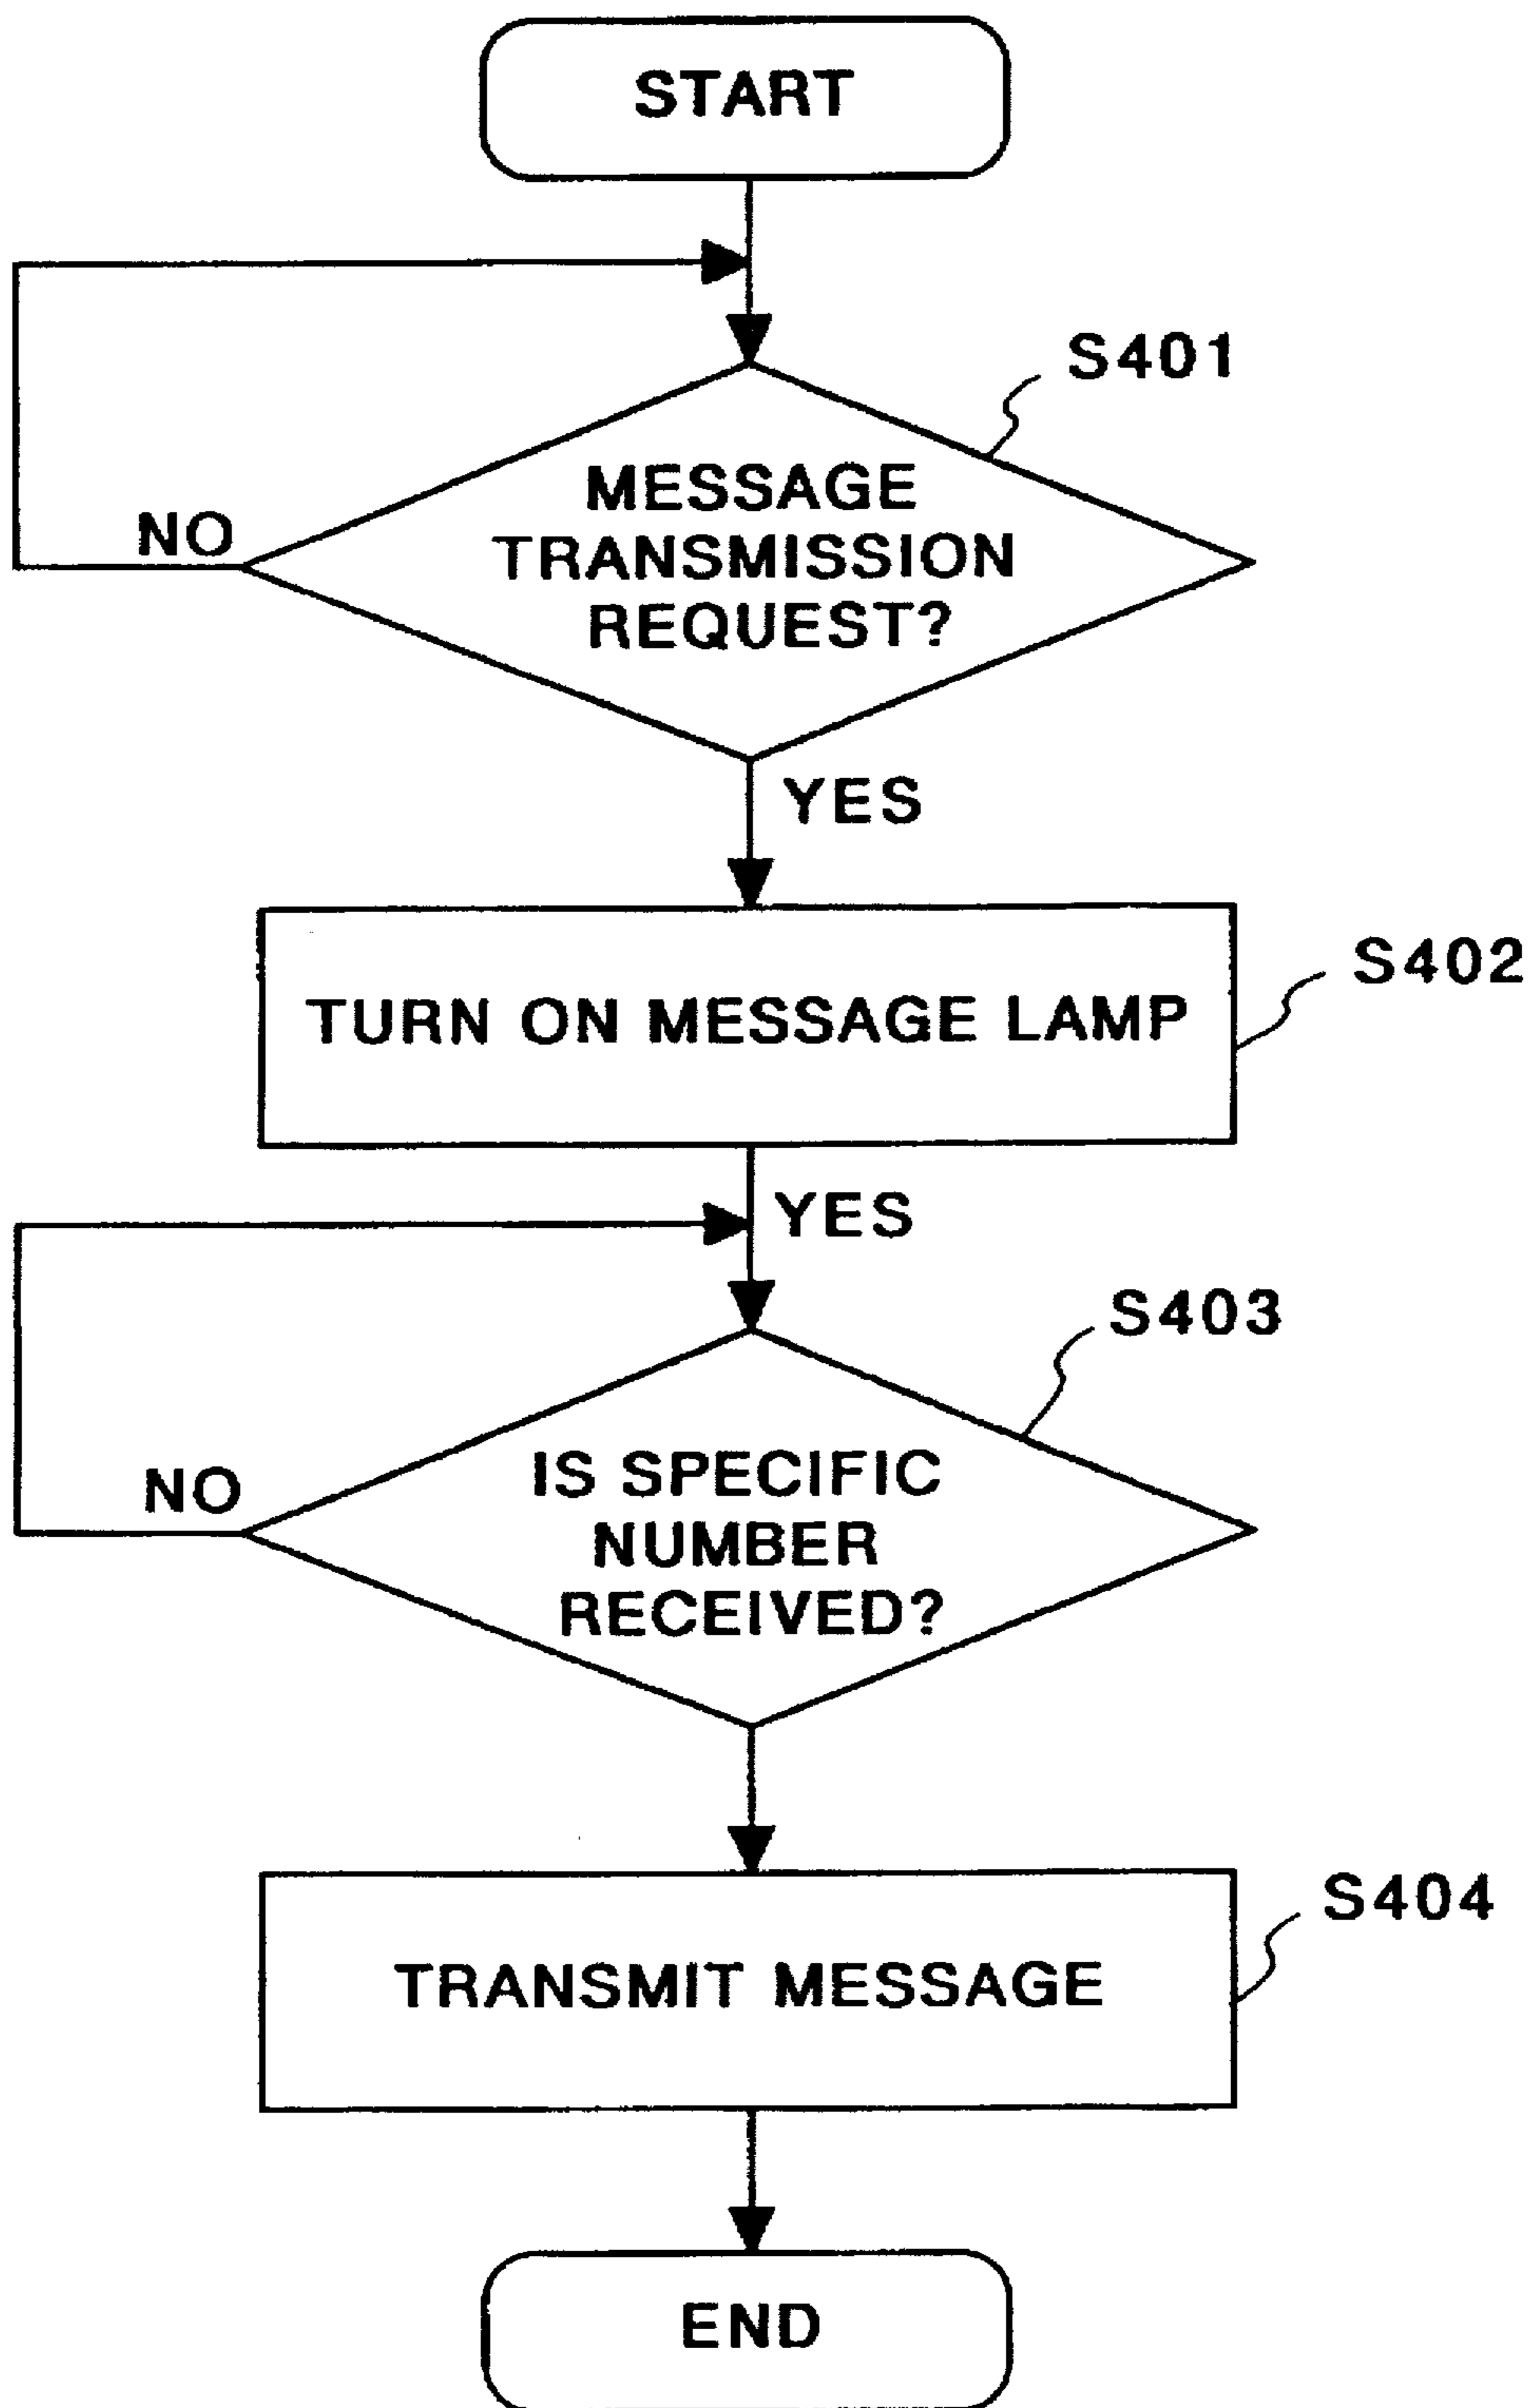 START
S401
MESSAGE
TRANSMISSION
REQUEST?
NO
YES
S402
TURN ON MESSAGE LAMP
YES
S403
IS SPECIFIC
NUMBER
RECEIVED?
NO
S404
TRANSMIT MESSAGE
END